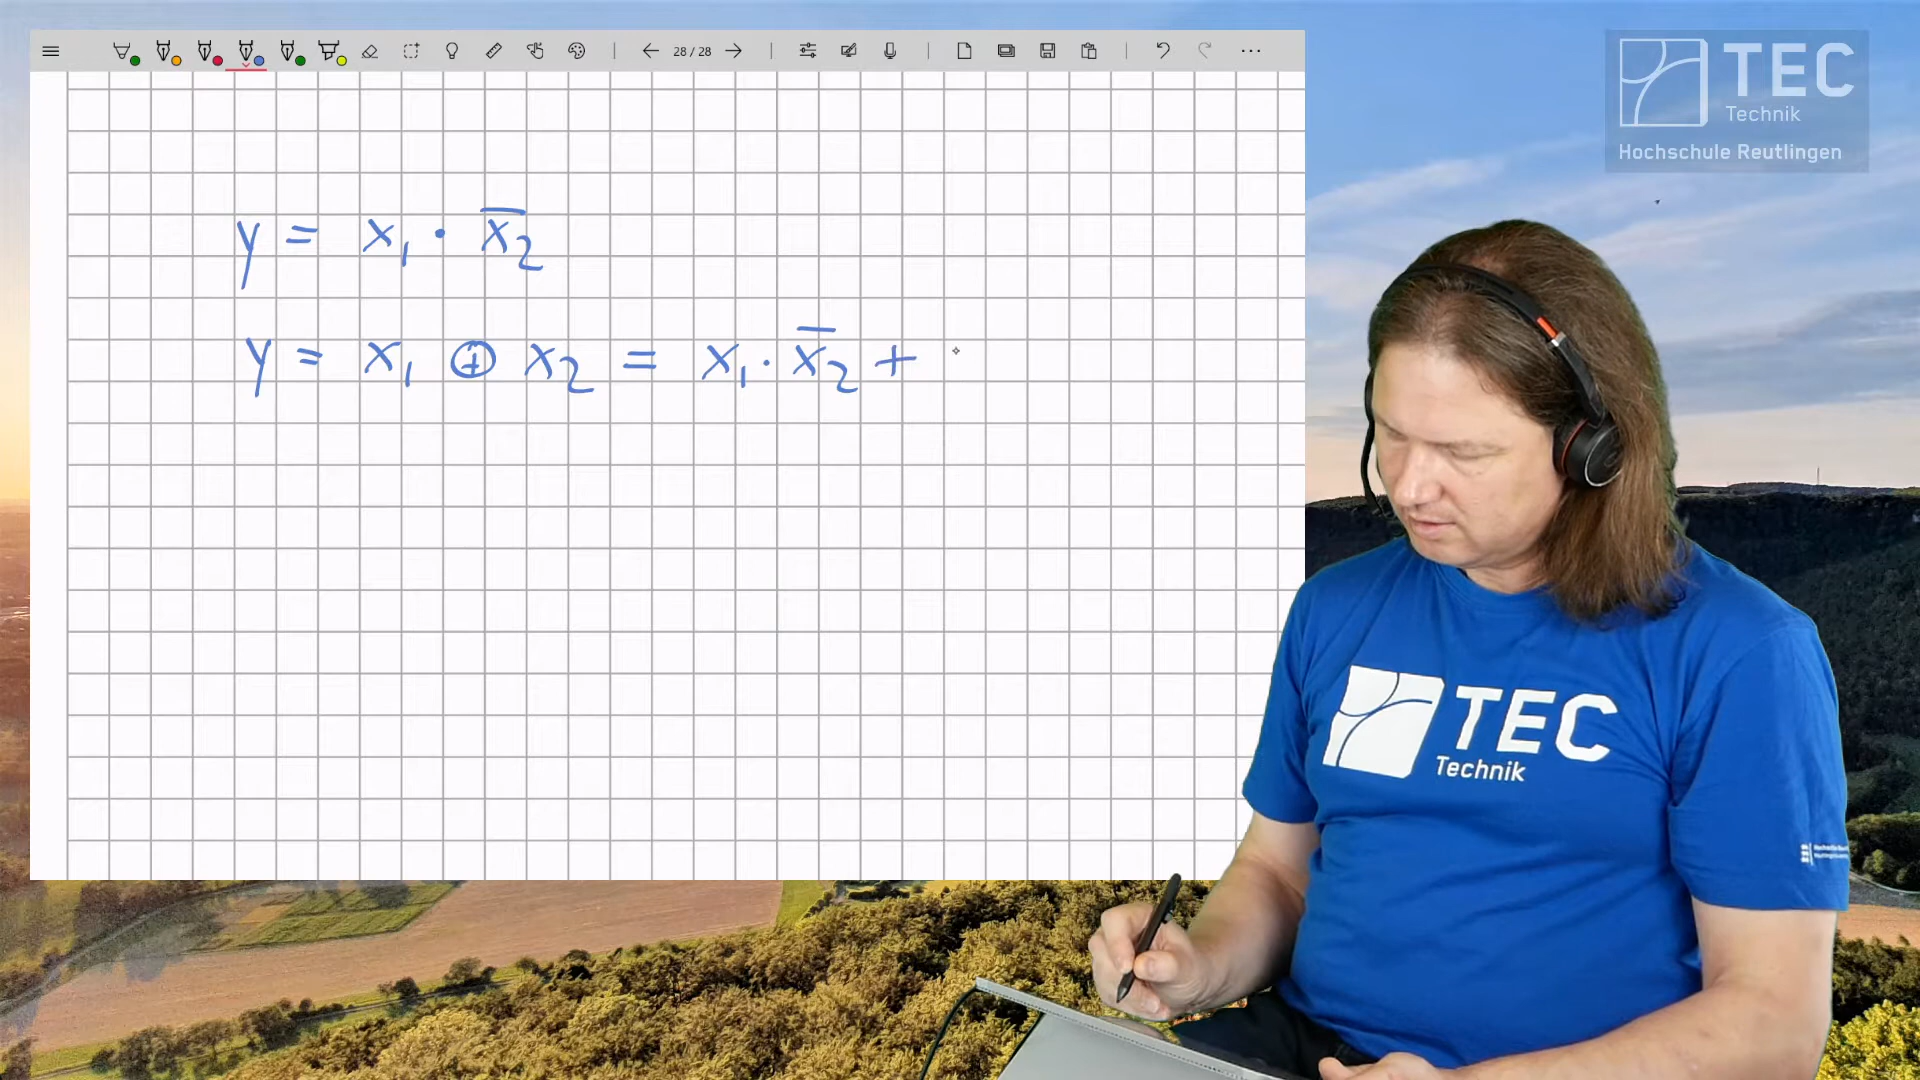 28 / 28
TEC
Technik
Hochschule Reutlingen
y = x₁ · x̅₂
y = x₁ ⊕ x₂ = x₁ · x̅₂ +
TEC
Technik